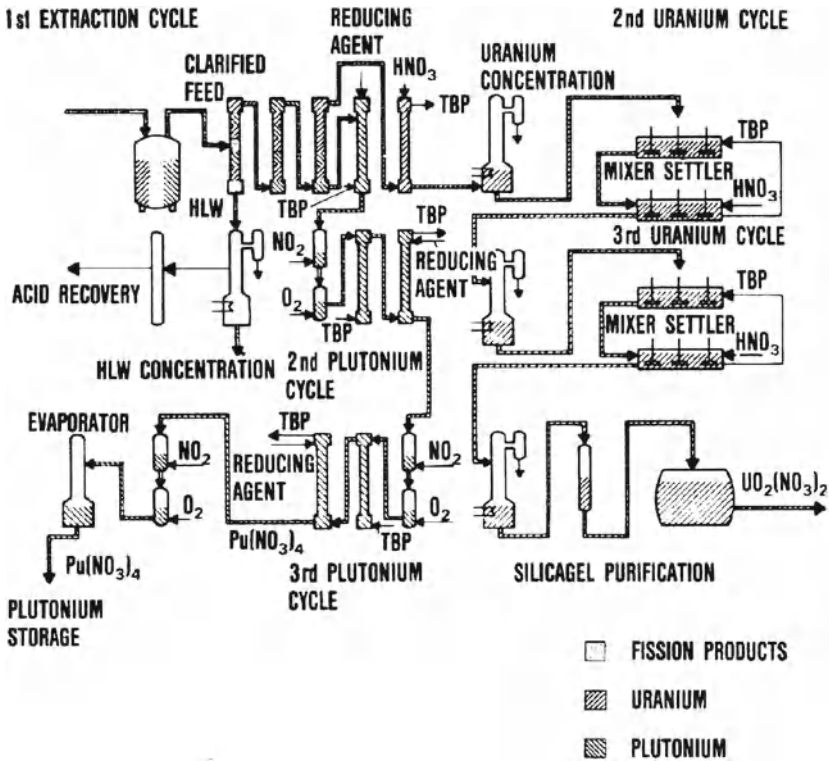 1st EXTRACTION CYCLE
REDUCING
AGENT
2nd URANIUM CYCLE
CLARIFIED
FEED
HNO3
TBP
URANIUM
CONCENTRATION
TBP
MIXER SETTLER
HNO3
3rd URANIUM CYCLE
HLW
TBP
NO2
O2
TBP
TBP
REDUCING
AGENT
TBP
MIXER SETTLER
HNO3
ACID RECOVERY
HLW CONCENTRATION
2nd PLUTONIUM
CYCLE
EVAPORATOR
NO2
O2
TBP
REDUCING
AGENT
Pu(NO3)4
NO2
O2
TBP
UO2(NO3)2
Pu(NO3)4
3rd PLUTONIUM
CYCLE
SILICAGEL PURIFICATION
PLUTONIUM
STORAGE
FISSION PRODUCTS
URANIUM
PLUTONIUM